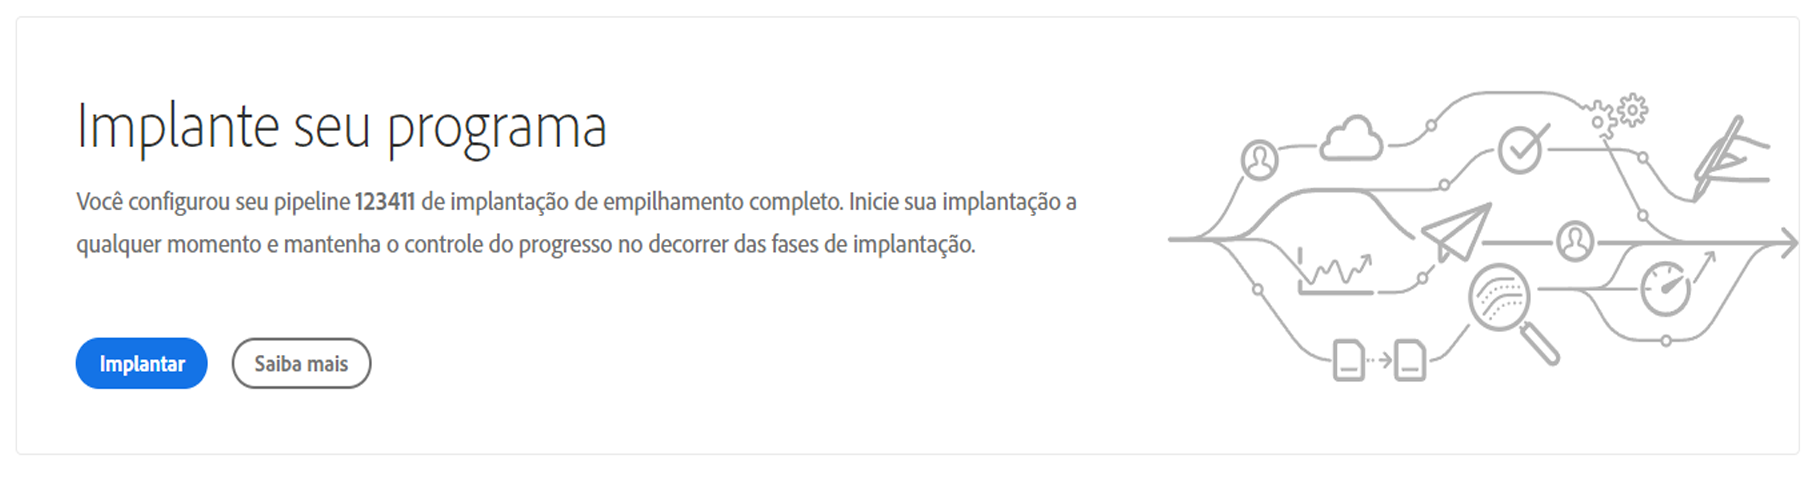 Implante seu programa
Você configurou seu pipeline 123411 de implantação de empilhamento completo. Inicie sua implantação a
qualquer momento e mantenha o controle do progresso no decorrer das fases de implantação.
Implantar
Saiba mais